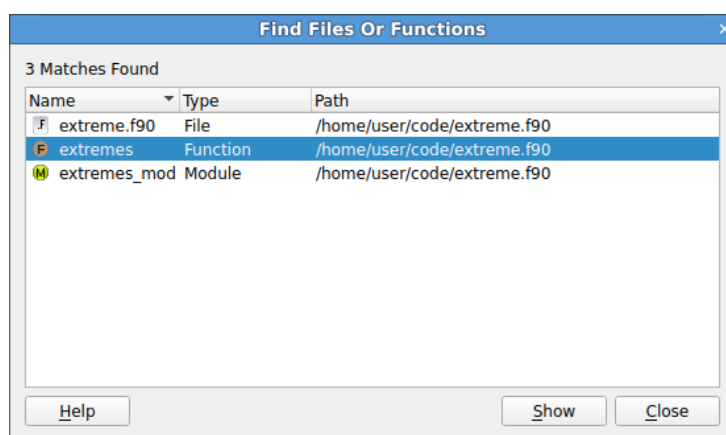 Find Files Or Functions
3 Matches Found
Name Type Path
.F extreme.f90 File /home/user/code/extreme.f90
F extremes Function /home/user/code/extreme.f90
M extremes_mod Module /home/user/code/extreme.f90
Help Show Close